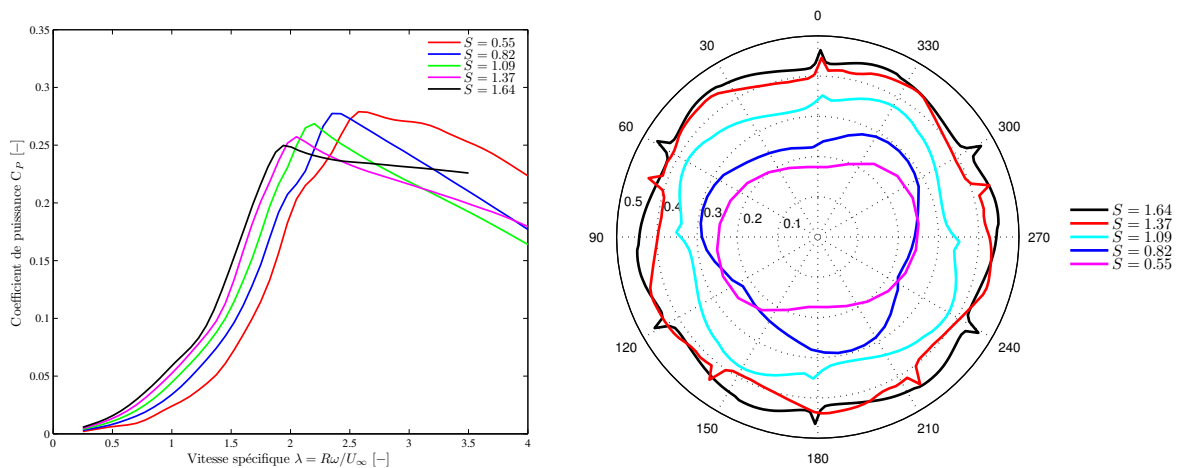 0.35
0.3
0.25
0.2
0.15
0.1
0.05
0
Coefficient de puissance C_P [−]
S = 0.55
S = 0.82
S = 1.09
S = 1.37
S = 1.64
0 0.5 1 1.5 2 2.5 3 3.5 4
Vitesse spécifique λ = Rω/U∞ [−]
0
30
330
60
300
0.5
0.4
0.3
0.2
0.1
90
270
120
240
150
210
180
S = 1.64
S = 1.37
S = 1.09
S = 0.82
S = 0.55